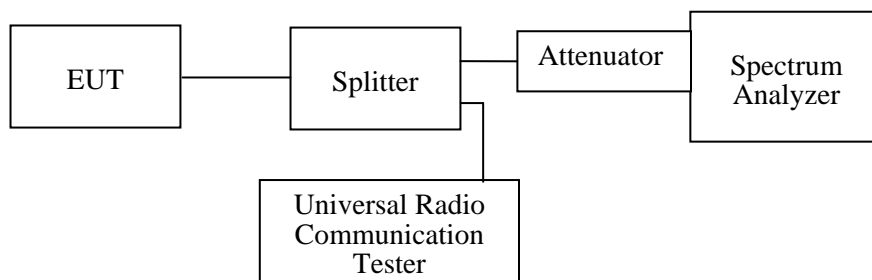 EUT
Splitter
Attenuator
Spectrum
Analyzer
Universal Radio
Communication
Tester